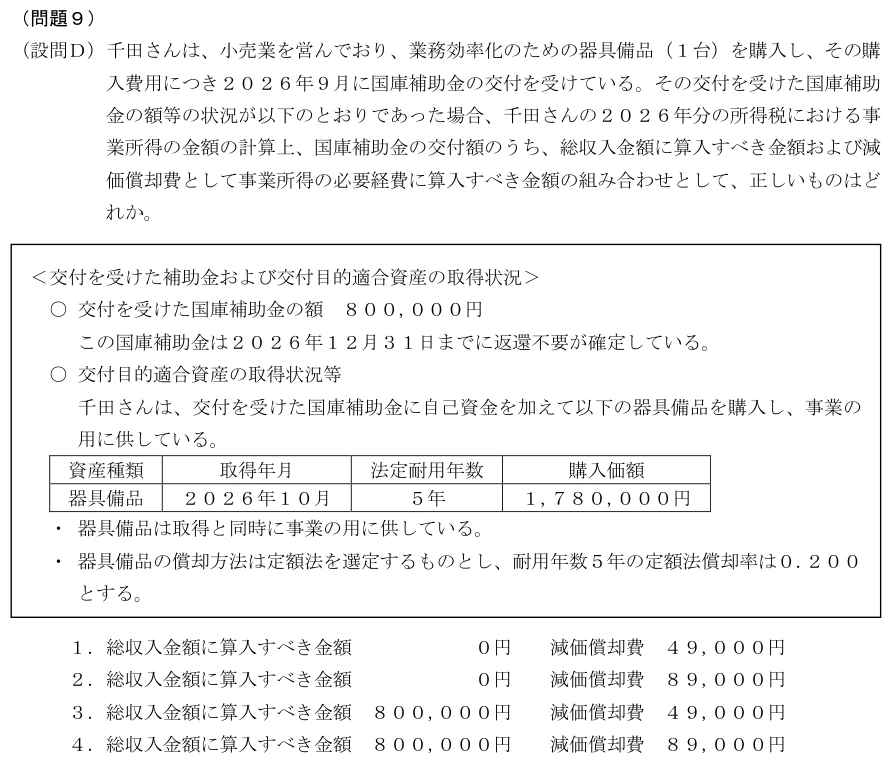 （問題９）
（設問Ｄ）千田さんは、小売業を営んでおり、業務効率化のための器具備品（１台）を購入し、その購
入費用につき２０２６年９月に国庫補助金の交付を受けている。その交付を受けた国庫補助
金の額等の状況が以下のとおりであった場合、千田さんの２０２６年分の所得税における事
業所得の金額の計算上、国庫補助金の交付額のうち、総収入金額に算入すべき金額および減
価償却費として事業所得の必要経費に算入すべき金額の組み合わせとして、正しいものはど
れか。
＜交付を受けた補助金および交付目的適合資産の取得状況＞
○ 交付を受けた国庫補助金の額　８００,０００円
この国庫補助金は２０２６年１２月３１日までに返還不要が確定している。
○ 交付目的適合資産の取得状況等
千田さんは、交付を受けた国庫補助金に自己資金を加えて以下の器具備品を購入し、事業の
用に供している。
資産種類　取得年月　法定耐用年数　購入価額
器具備品　２０２６年１０月　５年　１,７８０,０００円
・ 器具備品は取得と同時に事業の用に供している。
・ 器具備品の償却方法は定額法を選定するものとし、耐用年数５年の定額法償却率は０.２００
とする。
１．総収入金額に算入すべき金額　０円　減価償却費　４９,０００円
２．総収入金額に算入すべき金額　０円　減価償却費　８９,０００円
３．総収入金額に算入すべき金額　８００,０００円　減価償却費　４９,０００円
４．総収入金額に算入すべき金額　８００,０００円　減価償却費　８９,０００円